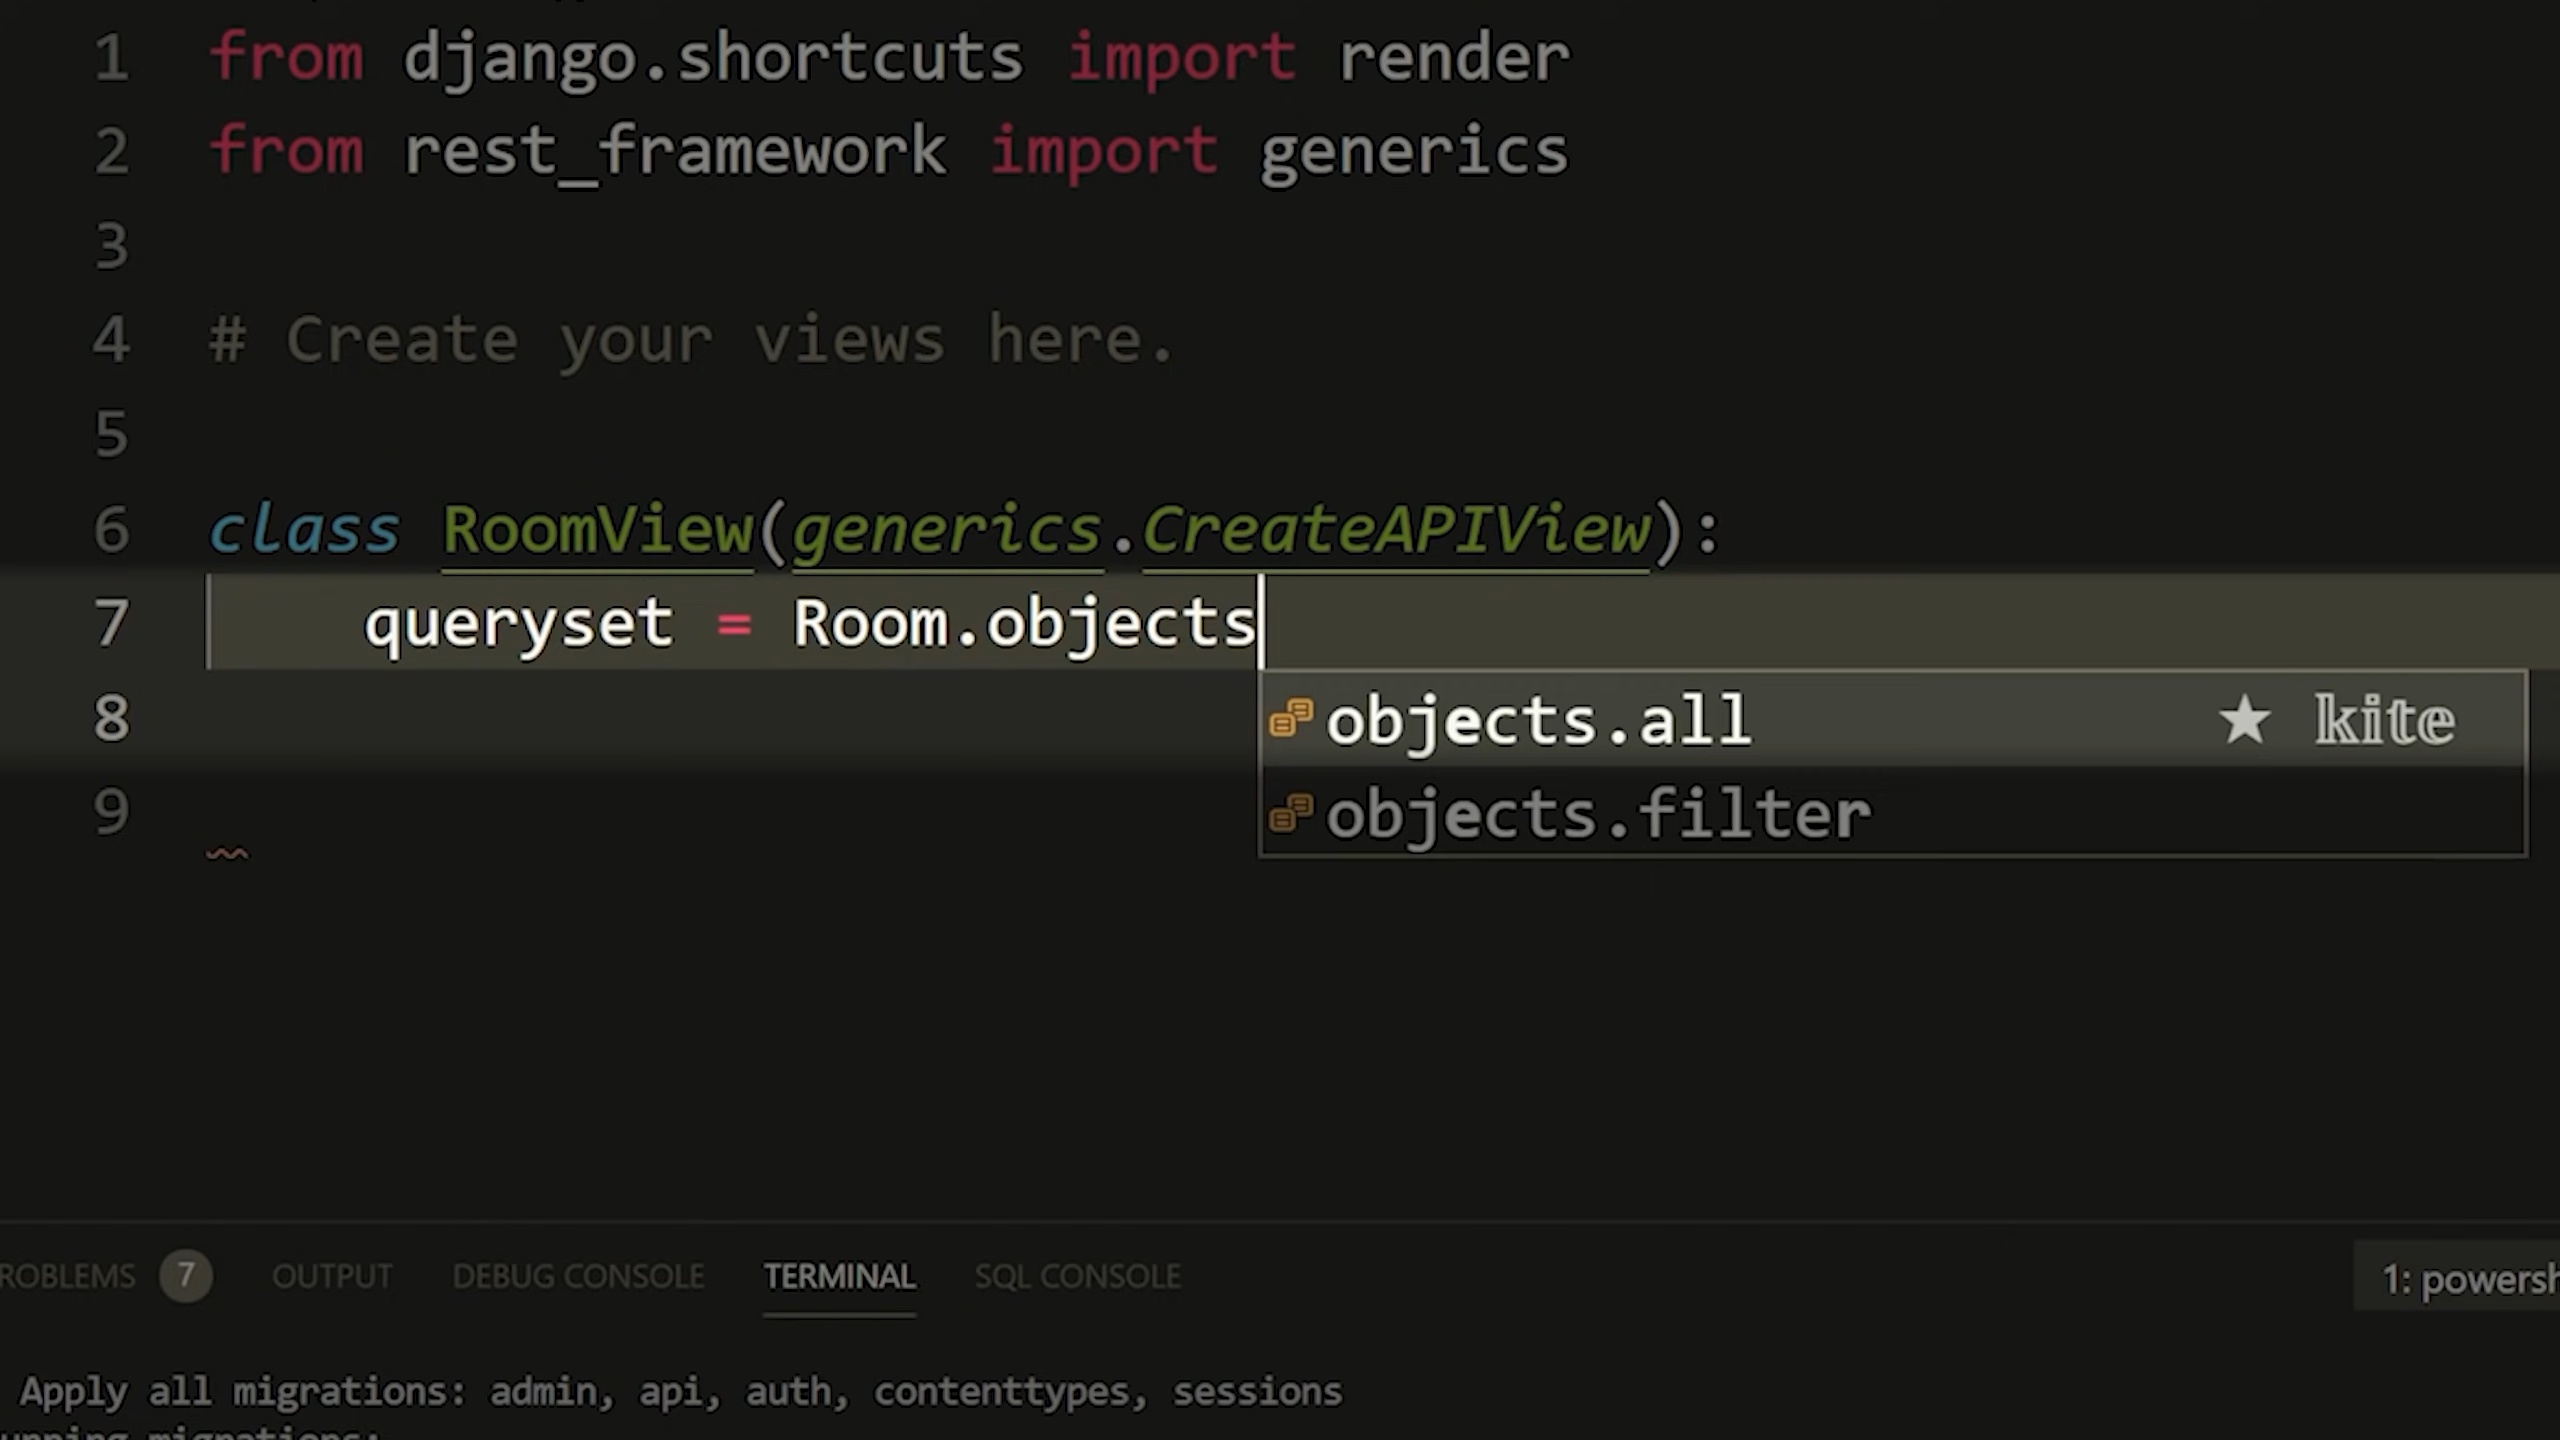 1 from django.shortcuts import render
2 from rest_framework import generics
3
4 # Create your views here.
5
6 class RoomView(generics.CreateAPIView):
7 queryset = Room.objects
8 objects.all ★ kite
9 objects.filter
ROBLEMS 7 OUTPUT DEBUG CONSOLE TERMINAL SQL CONSOLE 1: powersh
Apply all migrations: admin, api, auth, contenttypes, sessions
unning migrations: